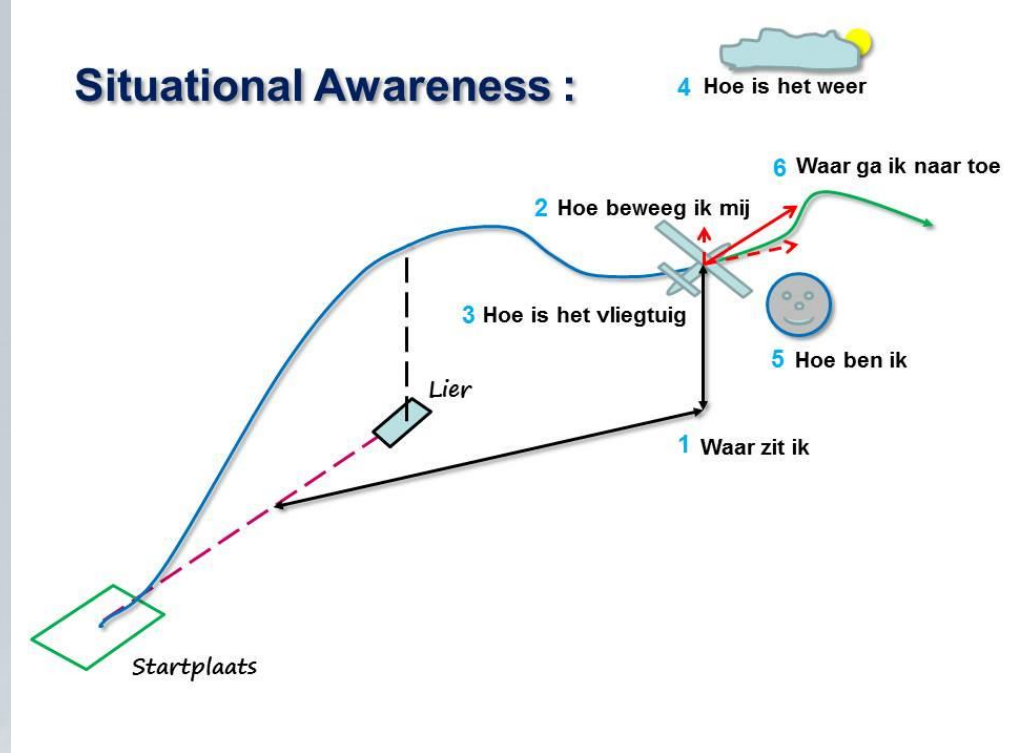 Situational Awareness :
4 Hoe is het weer
6 Waar ga ik naar toe
2 Hoe beweeg ik mij
3 Hoe is het vliegtuig
5 Hoe ben ik
Lier
1 Waar zit ik
Startplaats